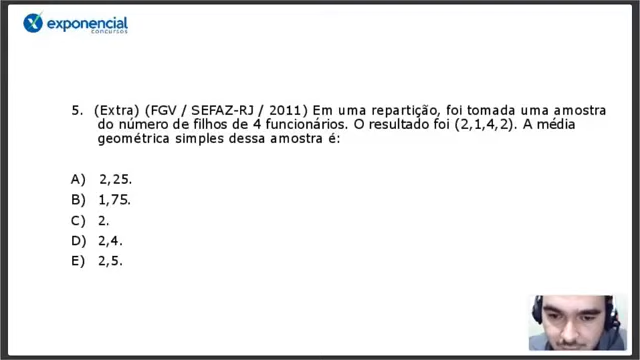 exponencial
concursos
5. (Extra) (FGV / SEFAZ-RJ / 2011) Em uma repartição, foi tomada uma amostra
do número de filhos de 4 funcionários. O resultado foi (2,1,4,2). A média
geométrica simples dessa amostra é:
A) 2,25.
B) 1,75.
C) 2.
D) 2,4.
E) 2,5.